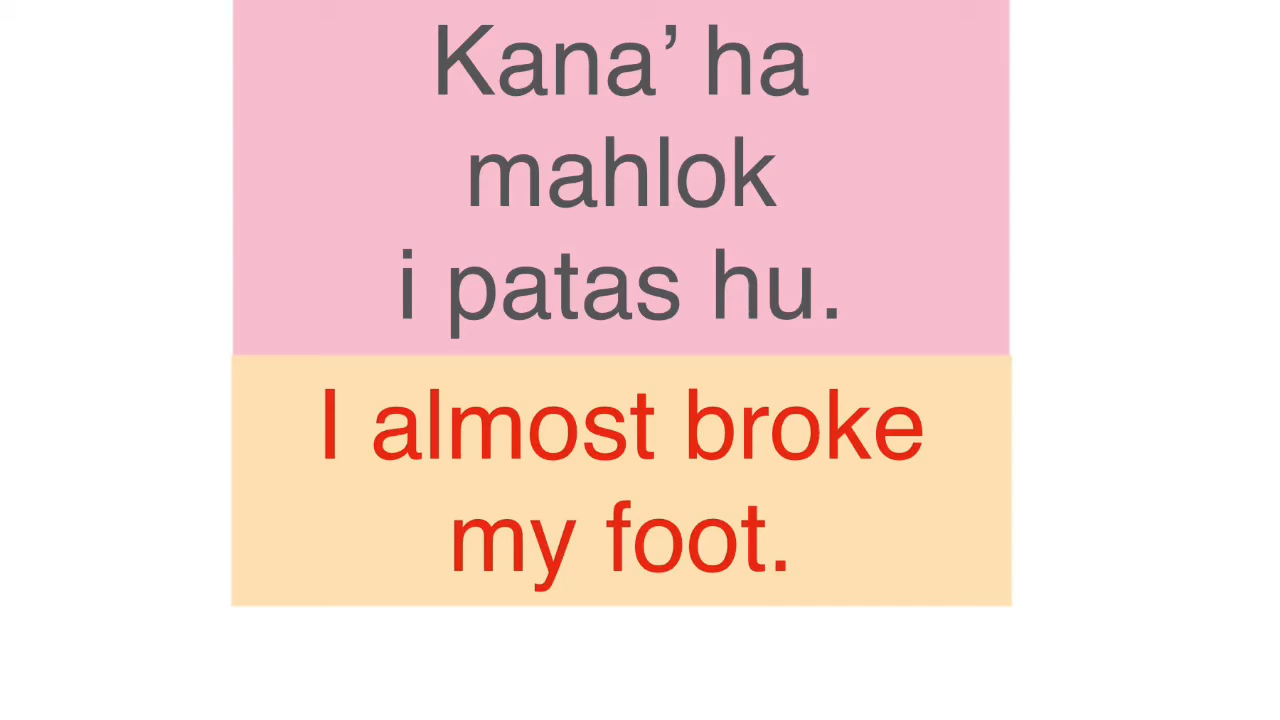 Kana’ ha
mahlok
i patas hu.
I almost broke
my foot.